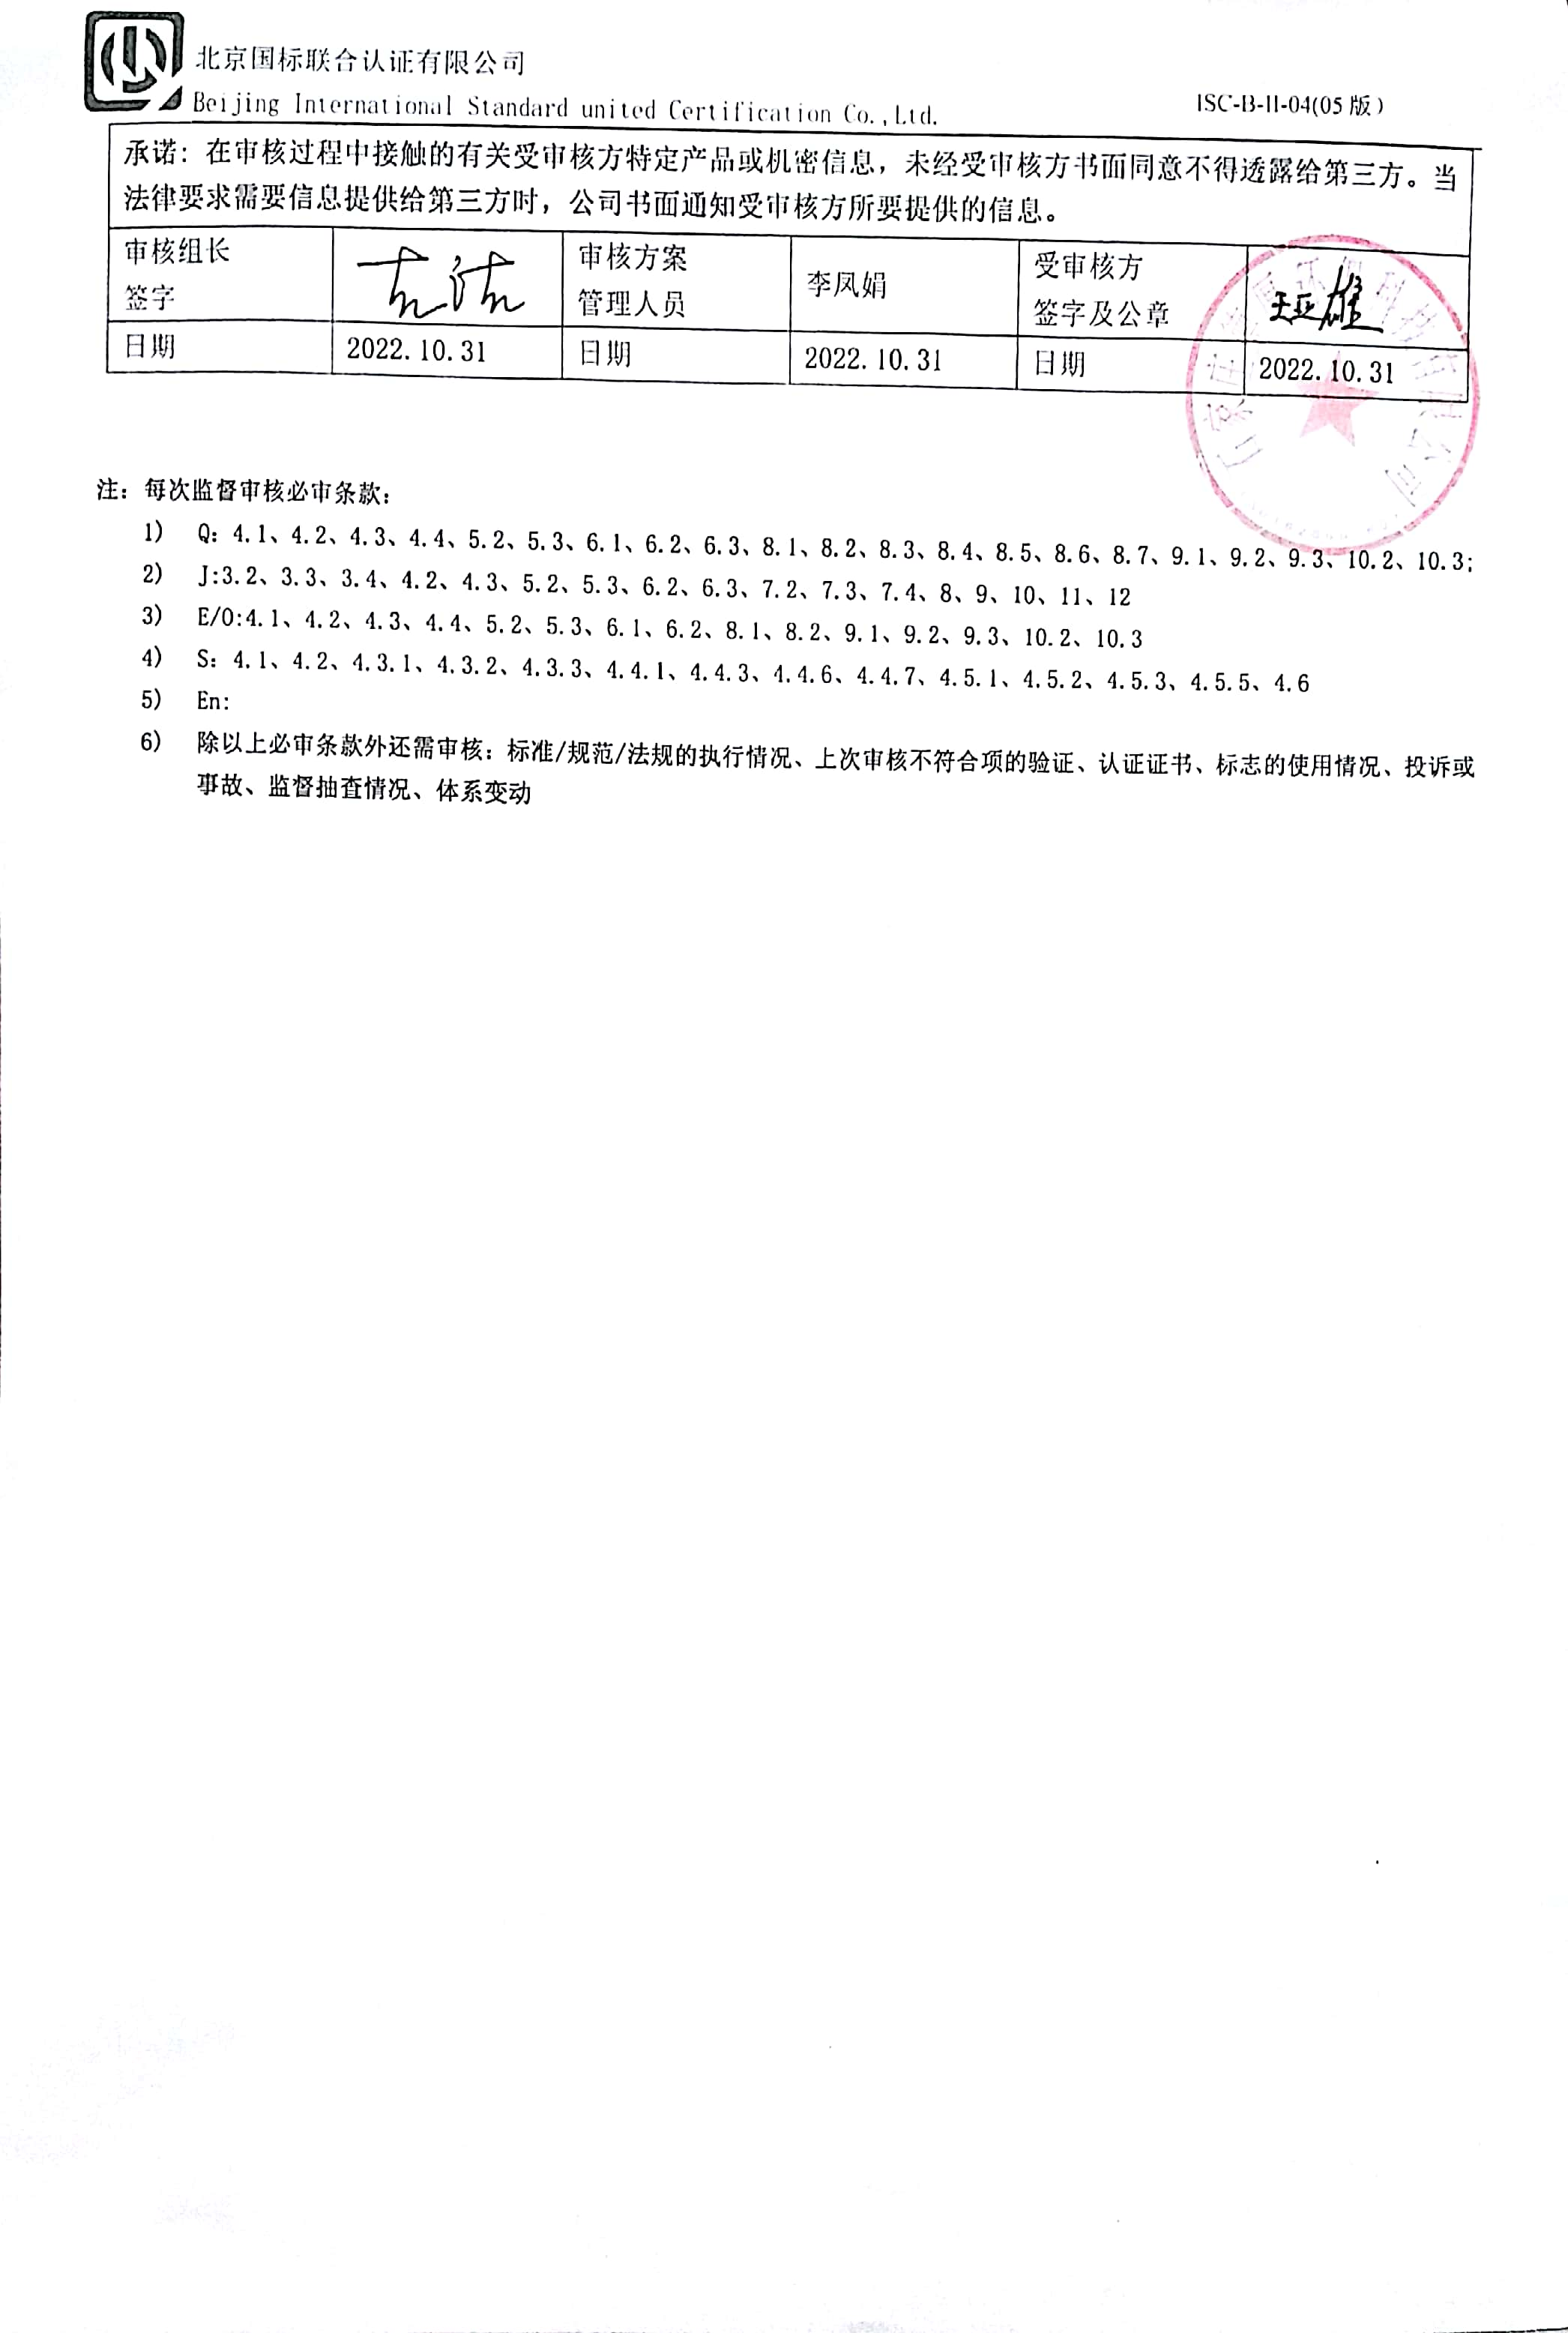 北京国标联合认证有限公司
Beijing International Standard united Certification Co.,Ltd.
ISC-B-II-04(05 版)
承诺：在审核过程中接触的有关受审核方特定产品或机密信息，未经受审核方书面同意不得透露给第三方。当
法律要求需要信息提供给第三方时，公司书面通知受审核方所要提供的信息。
审核组长
签字
审核方案
管理人员
李凤娟
受审核方
签字及公章
王亚雄
日期
2022.10.31
日期
2022.10.31
日期
2022.10.31
注：每次监督审核必审条款：
1) Q: 4.1、4.2、4.3、4.4、5.2、5.3、6.1、6.2、6.3、8.1、8.2、8.3、8.4、8.5、8.6、8.7、9.1、9.2、9.3、10.2、10.3;
2) J:3.2、3.3、3.4、4.2、4.3、5.2、5.3、6.2、6.3、7.2、7.3、7.4、8、9、10、11、12
3) E/O:4.1、4.2、4.3、4.4、5.2、5.3、6.1、6.2、8.1、8.2、9.1、9.2、9.3、10.2、10.3
4) S: 4.1、4.2、4.3.1、4.3.2、4.3.3、4.4.1、4.4.3、4.4.6、4.4.7、4.5.1、4.5.2、4.5.3、4.5.5、4.6
5) En:
6) 除以上必审条款外还需审核：标准/规范/法规的执行情况、上次审核不符合项的验证、认证证书、标志的使用情况、投诉或
事故、监督抽查情况、体系变动